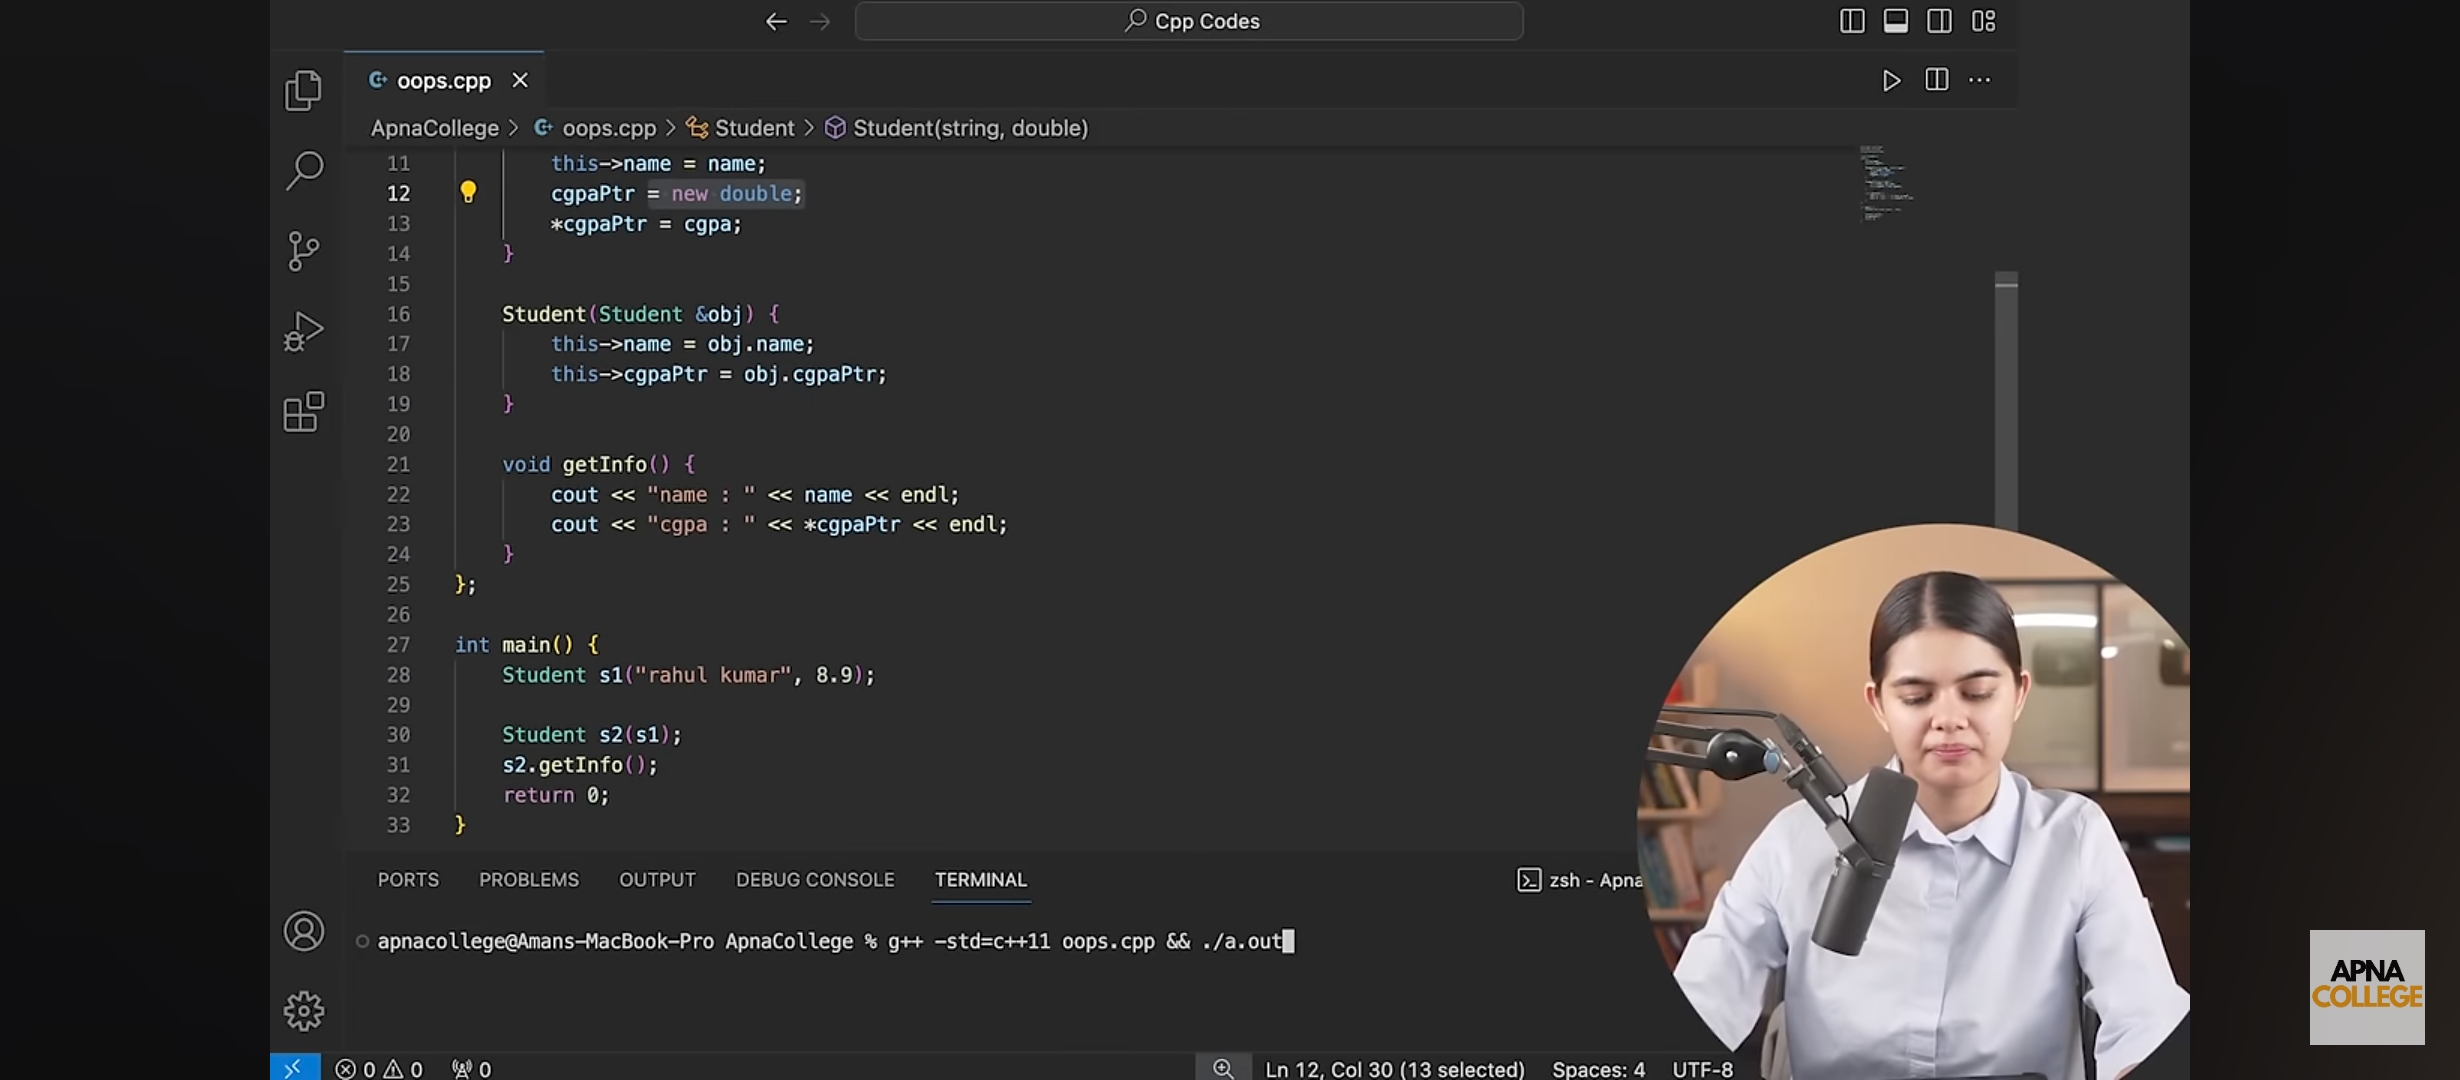 Cpp Codes
oops.cpp
ApnaCollege > oops.cpp > Student > Student(string, double)
11 this->name = name;
12 cgpaPtr = new double;
13 *cgpaPtr = cgpa;
14 }
15
16 Student(Student &obj) {
17 this->name = obj.name;
18 this->cgpaPtr = obj.cgpaPtr;
19 }
20
21 void getInfo() {
22 cout << "name : " << name << endl;
23 cout << "cgpa : " << *cgpaPtr << endl;
24 }
25 };
26
27 int main() {
28 Student s1("rahul kumar", 8.9);
29
30 Student s2(s1);
31 s2.getInfo();
32 return 0;
33 }
PORTS PROBLEMS OUTPUT DEBUG CONSOLE TERMINAL zsh - Apna
apnacollege@Amans-MacBook-Pro ApnaCollege % g++ -std=c++11 oops.cpp && ./a.out
0 0 0 Ln 12, Col 30 (13 selected) Spaces: 4 UTF-8
APNA
COLLEGE